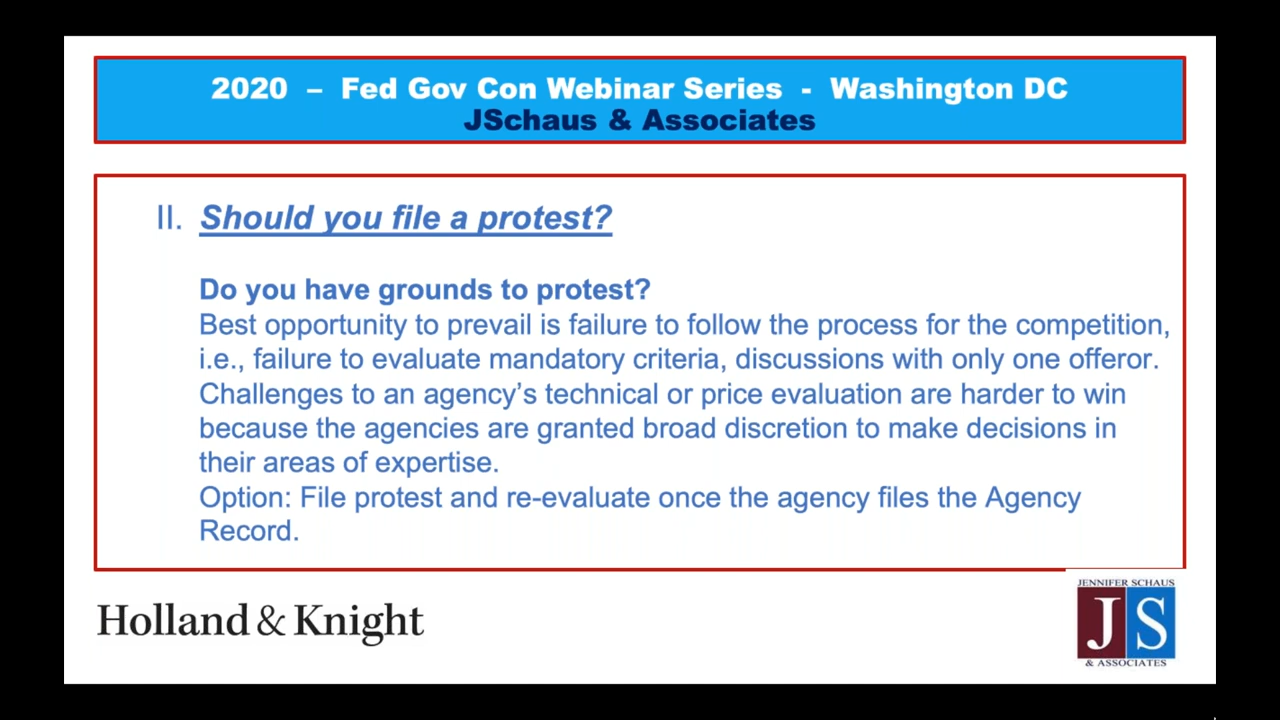 2020 – Fed Gov Con Webinar Series - Washington DC
JSchaus & Associates
II. Should you file a protest?
Do you have grounds to protest?
Best opportunity to prevail is failure to follow the process for the competition,
i.e., failure to evaluate mandatory criteria, discussions with only one offeror.
Challenges to an agency’s technical or price evaluation are harder to win
because the agencies are granted broad discretion to make decisions in
their areas of expertise.
Option: File protest and re-evaluate once the agency files the Agency
Record.
Holland & Knight
JENNIFER SCHAUS
JS
& ASSOCIATES